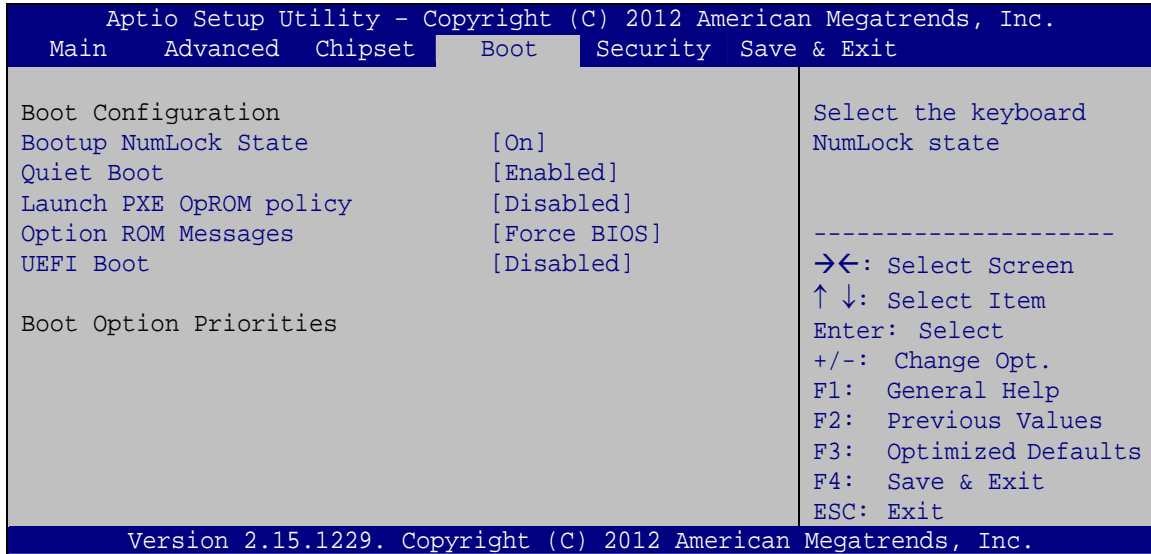 Aptio Setup Utility – Copyright (C) 2012 American Megatrends, Inc.
Main Advanced Chipset Boot Security Save & Exit
Boot Configuration
Bootup NumLock State [On]
Quiet Boot [Enabled]
Launch PXE OpROM policy [Disabled]
Option ROM Messages [Force BIOS]
UEFI Boot [Disabled]
Boot Option Priorities
Select the keyboard
NumLock state
---------------------
→←: Select Screen
↑ ↓: Select Item
Enter: Select
+/-: Change Opt.
F1: General Help
F2: Previous Values
F3: Optimized Defaults
F4: Save & Exit
ESC: Exit
Version 2.15.1229. Copyright (C) 2012 American Megatrends, Inc.